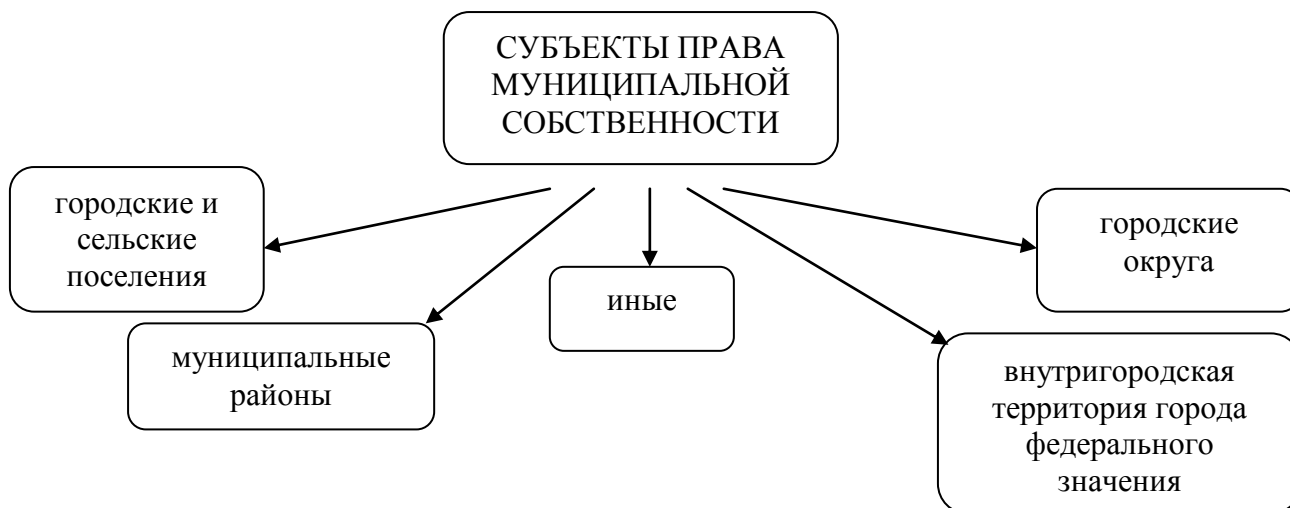 СУБЪЕКТЫ ПРАВА
МУНИЦИПАЛЬНОЙ
СОБСТВЕННОСТИ
городские и
сельские
поселения
муниципальные
районы
иные
внутригородская
территория города
федерального
значения
городские
округа